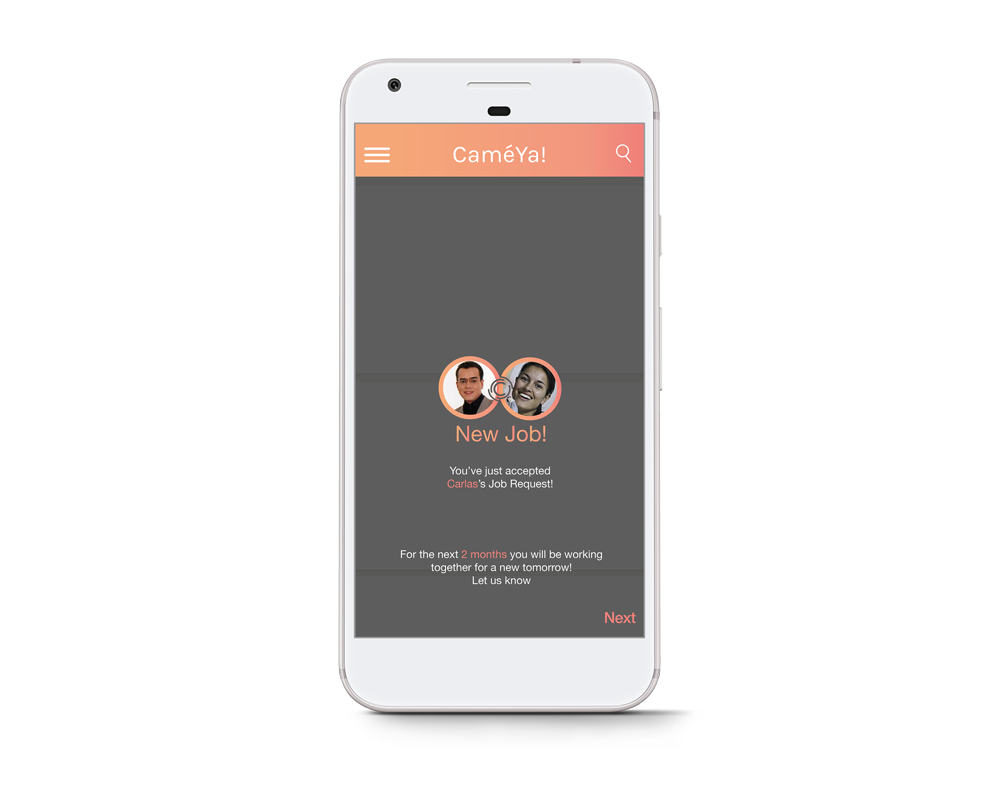 CaméYa!
New Job!
You've just accepted
Carlas's Job Request!
For the next 2 months you will be working
together for a new tomorrow!
Let us know
Next